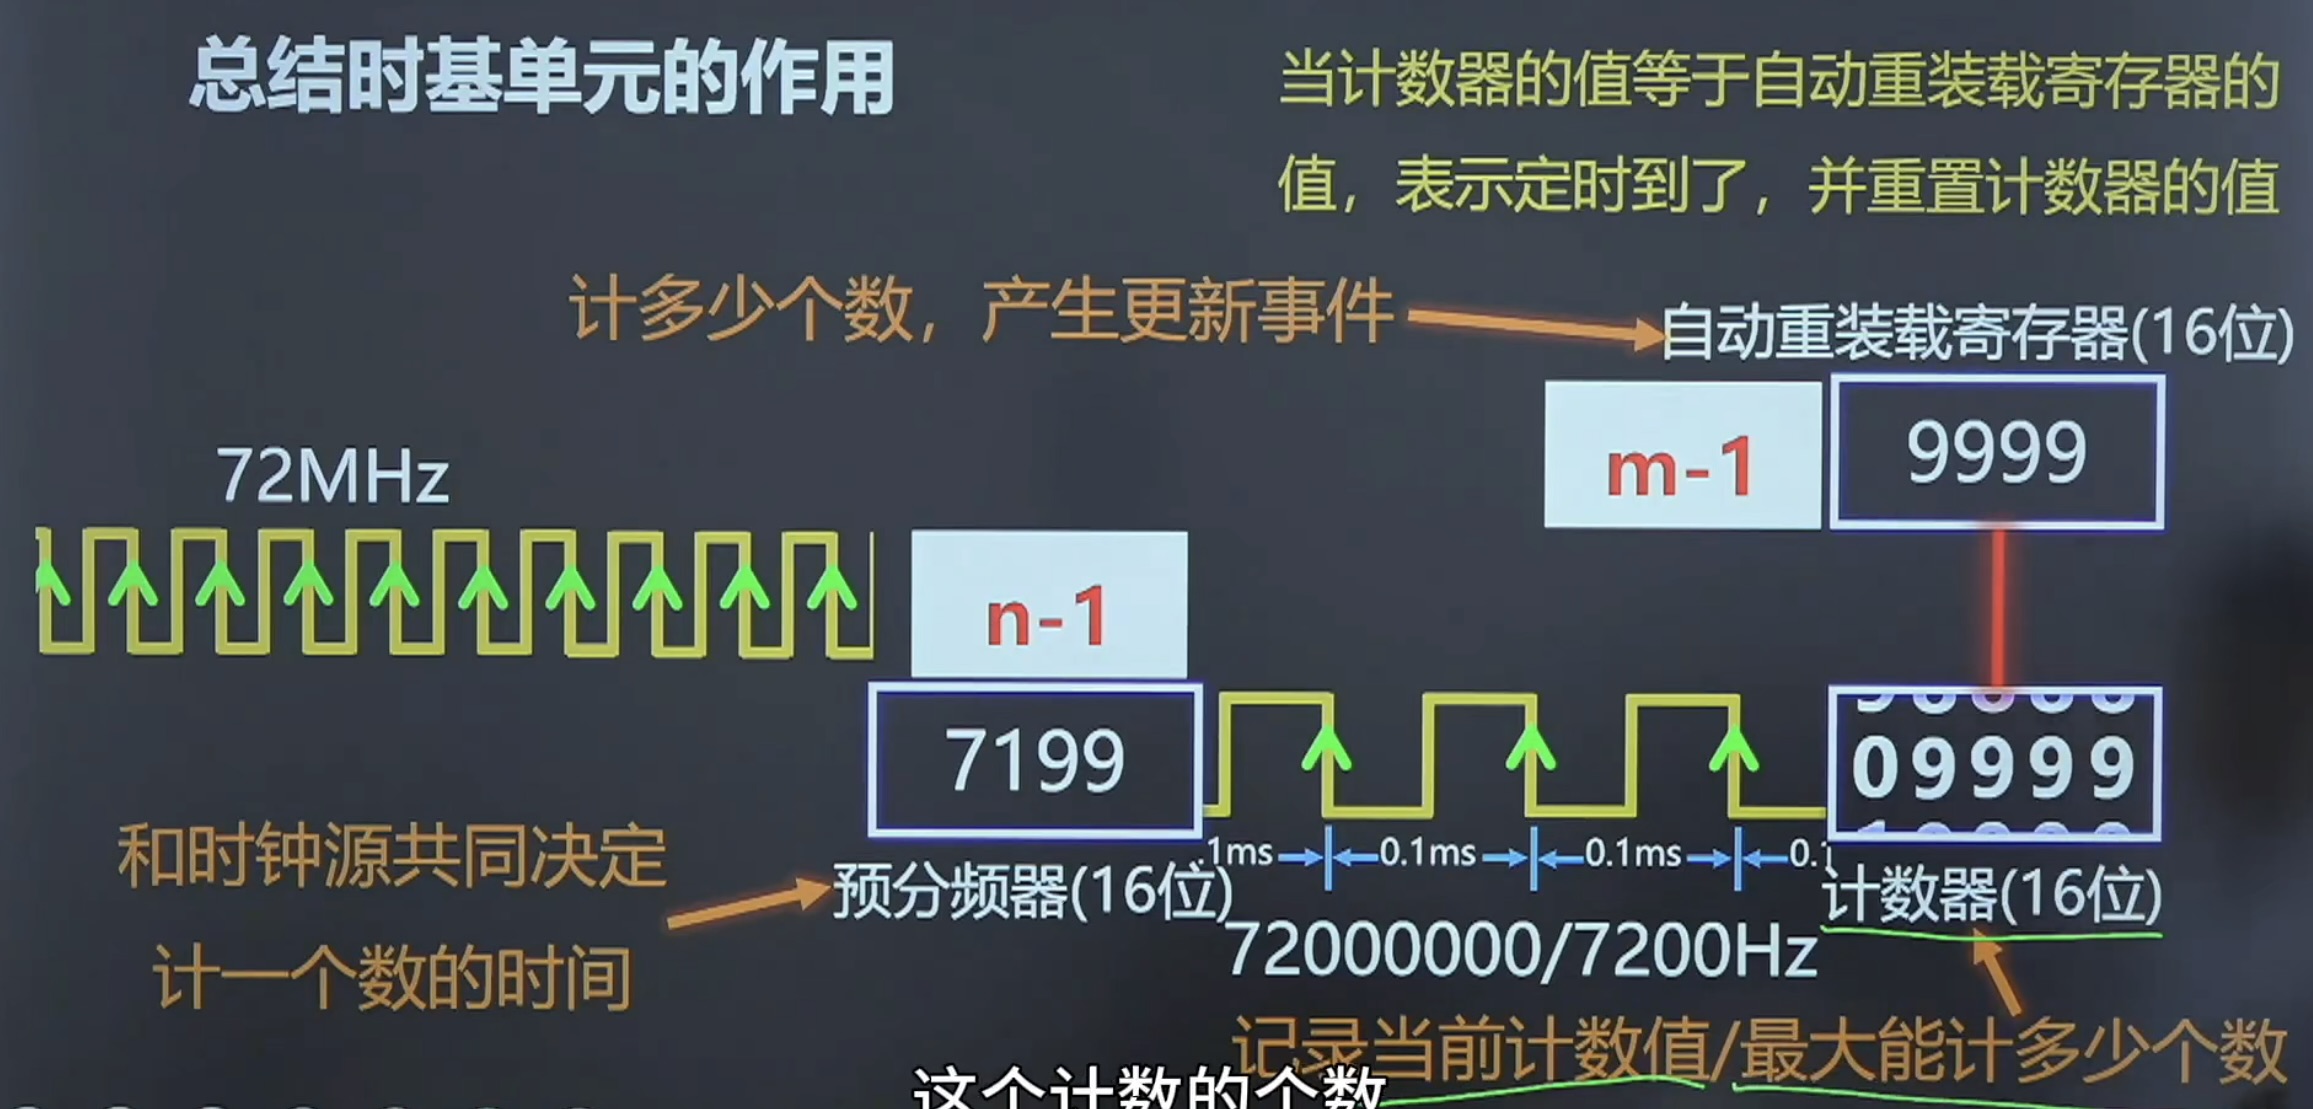 总结时基单元的作用
当计数器的值等于自动重装载寄存器的
值，表示定时到了，并重置计数器的值
计多少个数，产生更新事件
自动重装载寄存器(16位)
m-1
9999
72MHz
n-1
7199
09999
.1ms
0.1ms
0.1ms
0.1
和时钟源共同决定
计一个数的时间
预分频器(16位)
计数器(16位)
72000000/7200Hz
记录当前计数值/最大能计多少个数
这个计数的个数